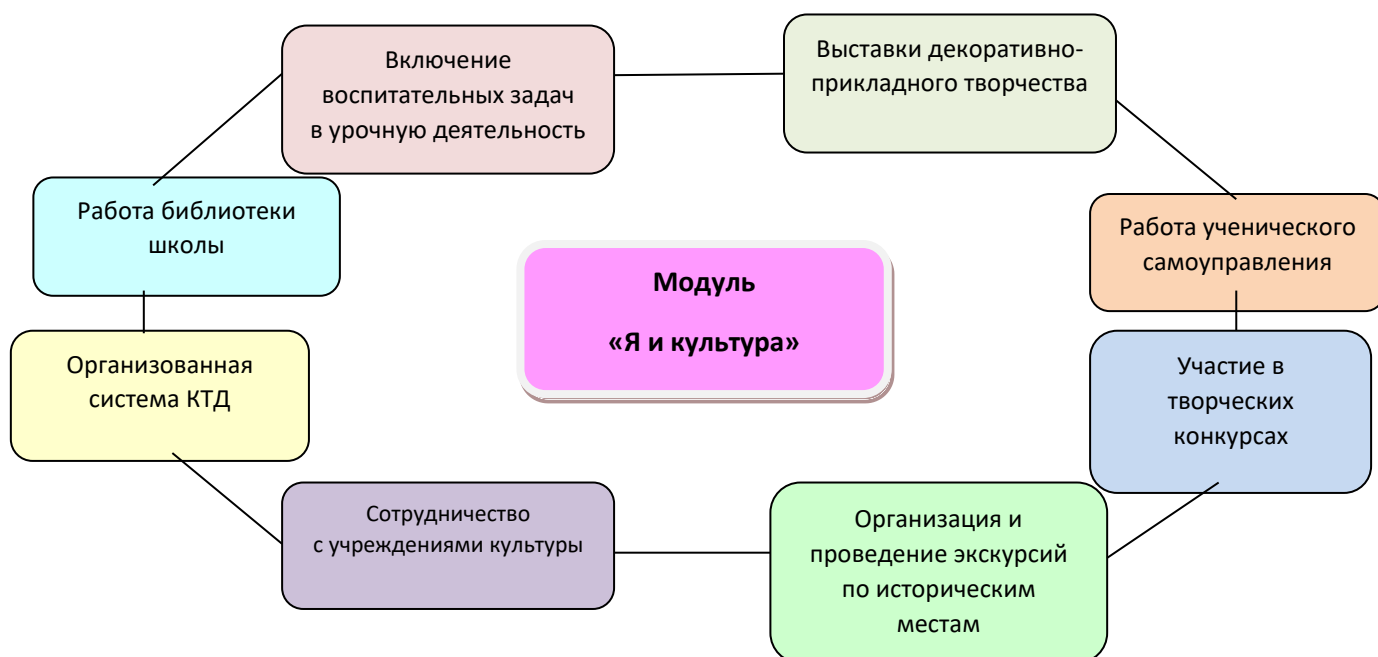 Включение
воспитательных задач
в урочную деятельность
Выставки декоративно-
прикладного творчества
Работа библиотеки
школы
Работа ученического
самоуправления
Модуль
«Я и культура»
Организованная
система КТД
Участие в
творческих
конкурсах
Сотрудничество
с учреждениями культуры
Организация и
проведение экскурсий
по историческим
местам